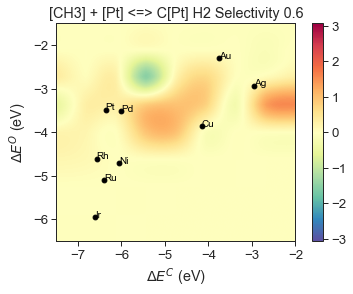 [CH3] + [Pt] <=> C[Pt] H2 Selectivity 0.6
Au
Ag
Pt
Pd
Cu
Rh
Ni
Ru
Ir
−2
−3
−4
−5
−6
ΔE^O (eV)
−7
−6
−5
−4
−3
−2
ΔE^C (eV)
3
2
1
0
−1
−2
−3